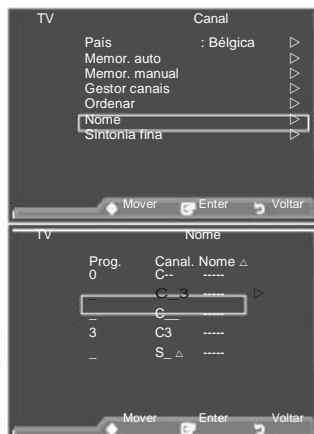 TV Canal
País : Bélgica ▷
Memor. auto ▷
Memor. manual ▷
Gestor canais ▷
Ordenar ▷
Nome ▷
Sintonia fina ▷
Mover Enter Voltar
TV Nome
Prog. Canal. Nome △
0 C-- -----
_ C_3 ----- ▷
_ C__ -----
3 C3 -----
_ S_ △ -----
Mover Enter Voltar